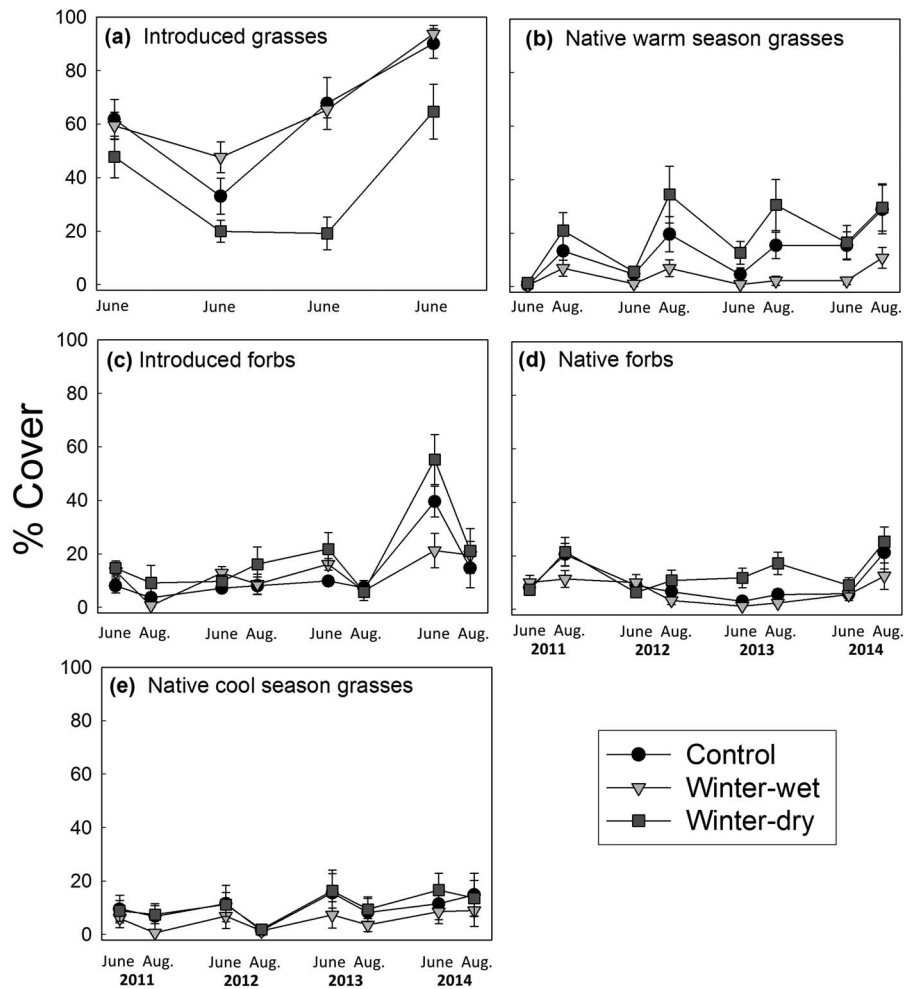 % Cover
(a) Introduced grasses
100
80
60
40
20
0
June June June June
(b) Native warm season grasses
June Aug. June Aug. June Aug. June Aug.
(c) Introduced forbs
100
80
60
40
20
0
June Aug. June Aug. June Aug. June Aug.
(d) Native forbs
June Aug. June Aug. June Aug. June Aug.
2011 2012 2013 2014
(e) Native cool season grasses
100
80
60
40
20
0
June Aug. June Aug. June Aug. June Aug.
2011 2012 2013 2014
Control
Winter-wet
Winter-dry